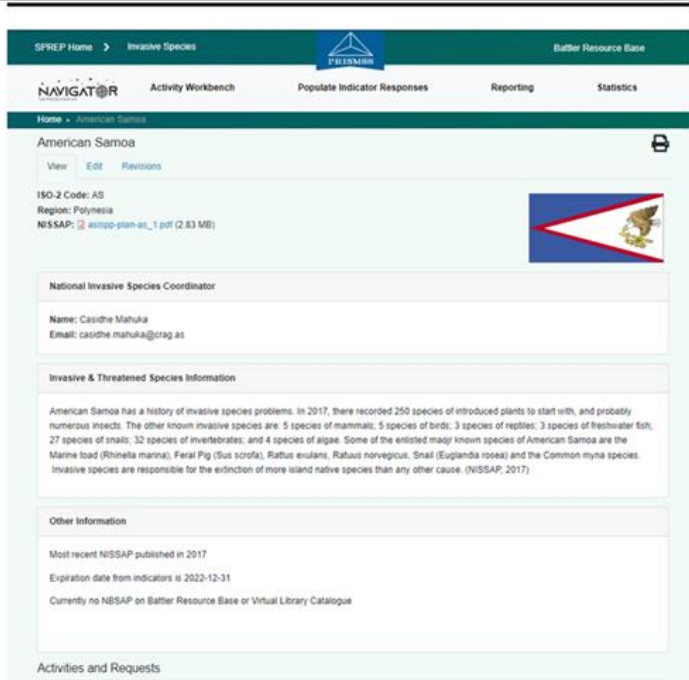 SPREP Home ❯ Invasive Species
PRISMSS
Battler Resource Base
NAVIGATOR
Activity Workbench
Populate Indicator Responses
Reporting
Statistics
Home » American Samoa
American Samoa
View Edit Revisions
ISO-2 Code: AS
Region: Polynesia
NISSAP: asispp-plan-as_1.pdf (2.83 MB)
National Invasive Species Coordinator
Name: Casidhe Mahuka
Email: casidhe.mahuka@crag.as
Invasive & Threatened Species Information
American Samoa has a history of invasive species problems. In 2017, there recorded 250 species of introduced plants to start with, and probably
numerous insects. The other known invasive species are: 5 species of mammals; 5 species of birds; 3 species of reptiles; 3 species of freshwater fish;
27 species of snails; 32 species of invertebrates; and 4 species of algae. Some of the enlisted maojr known species of American Samoa are the
Marine toad (Rhinella marina), Feral Pig (Sus scrofa), Rattus exulans, Ratuus norvegicus, Snail (Euglandia rosea) and the Common myna species.
Invasive species are responsible for the extinction of more island native species than any other cause. (NISSAP, 2017)
Other Information
Most recent NISSAP published in 2017
Expiration date from indicators is 2022-12-31
Currently no NBSAP on Battler Resource Base or Virtual Library Catalogue
Activities and Requests